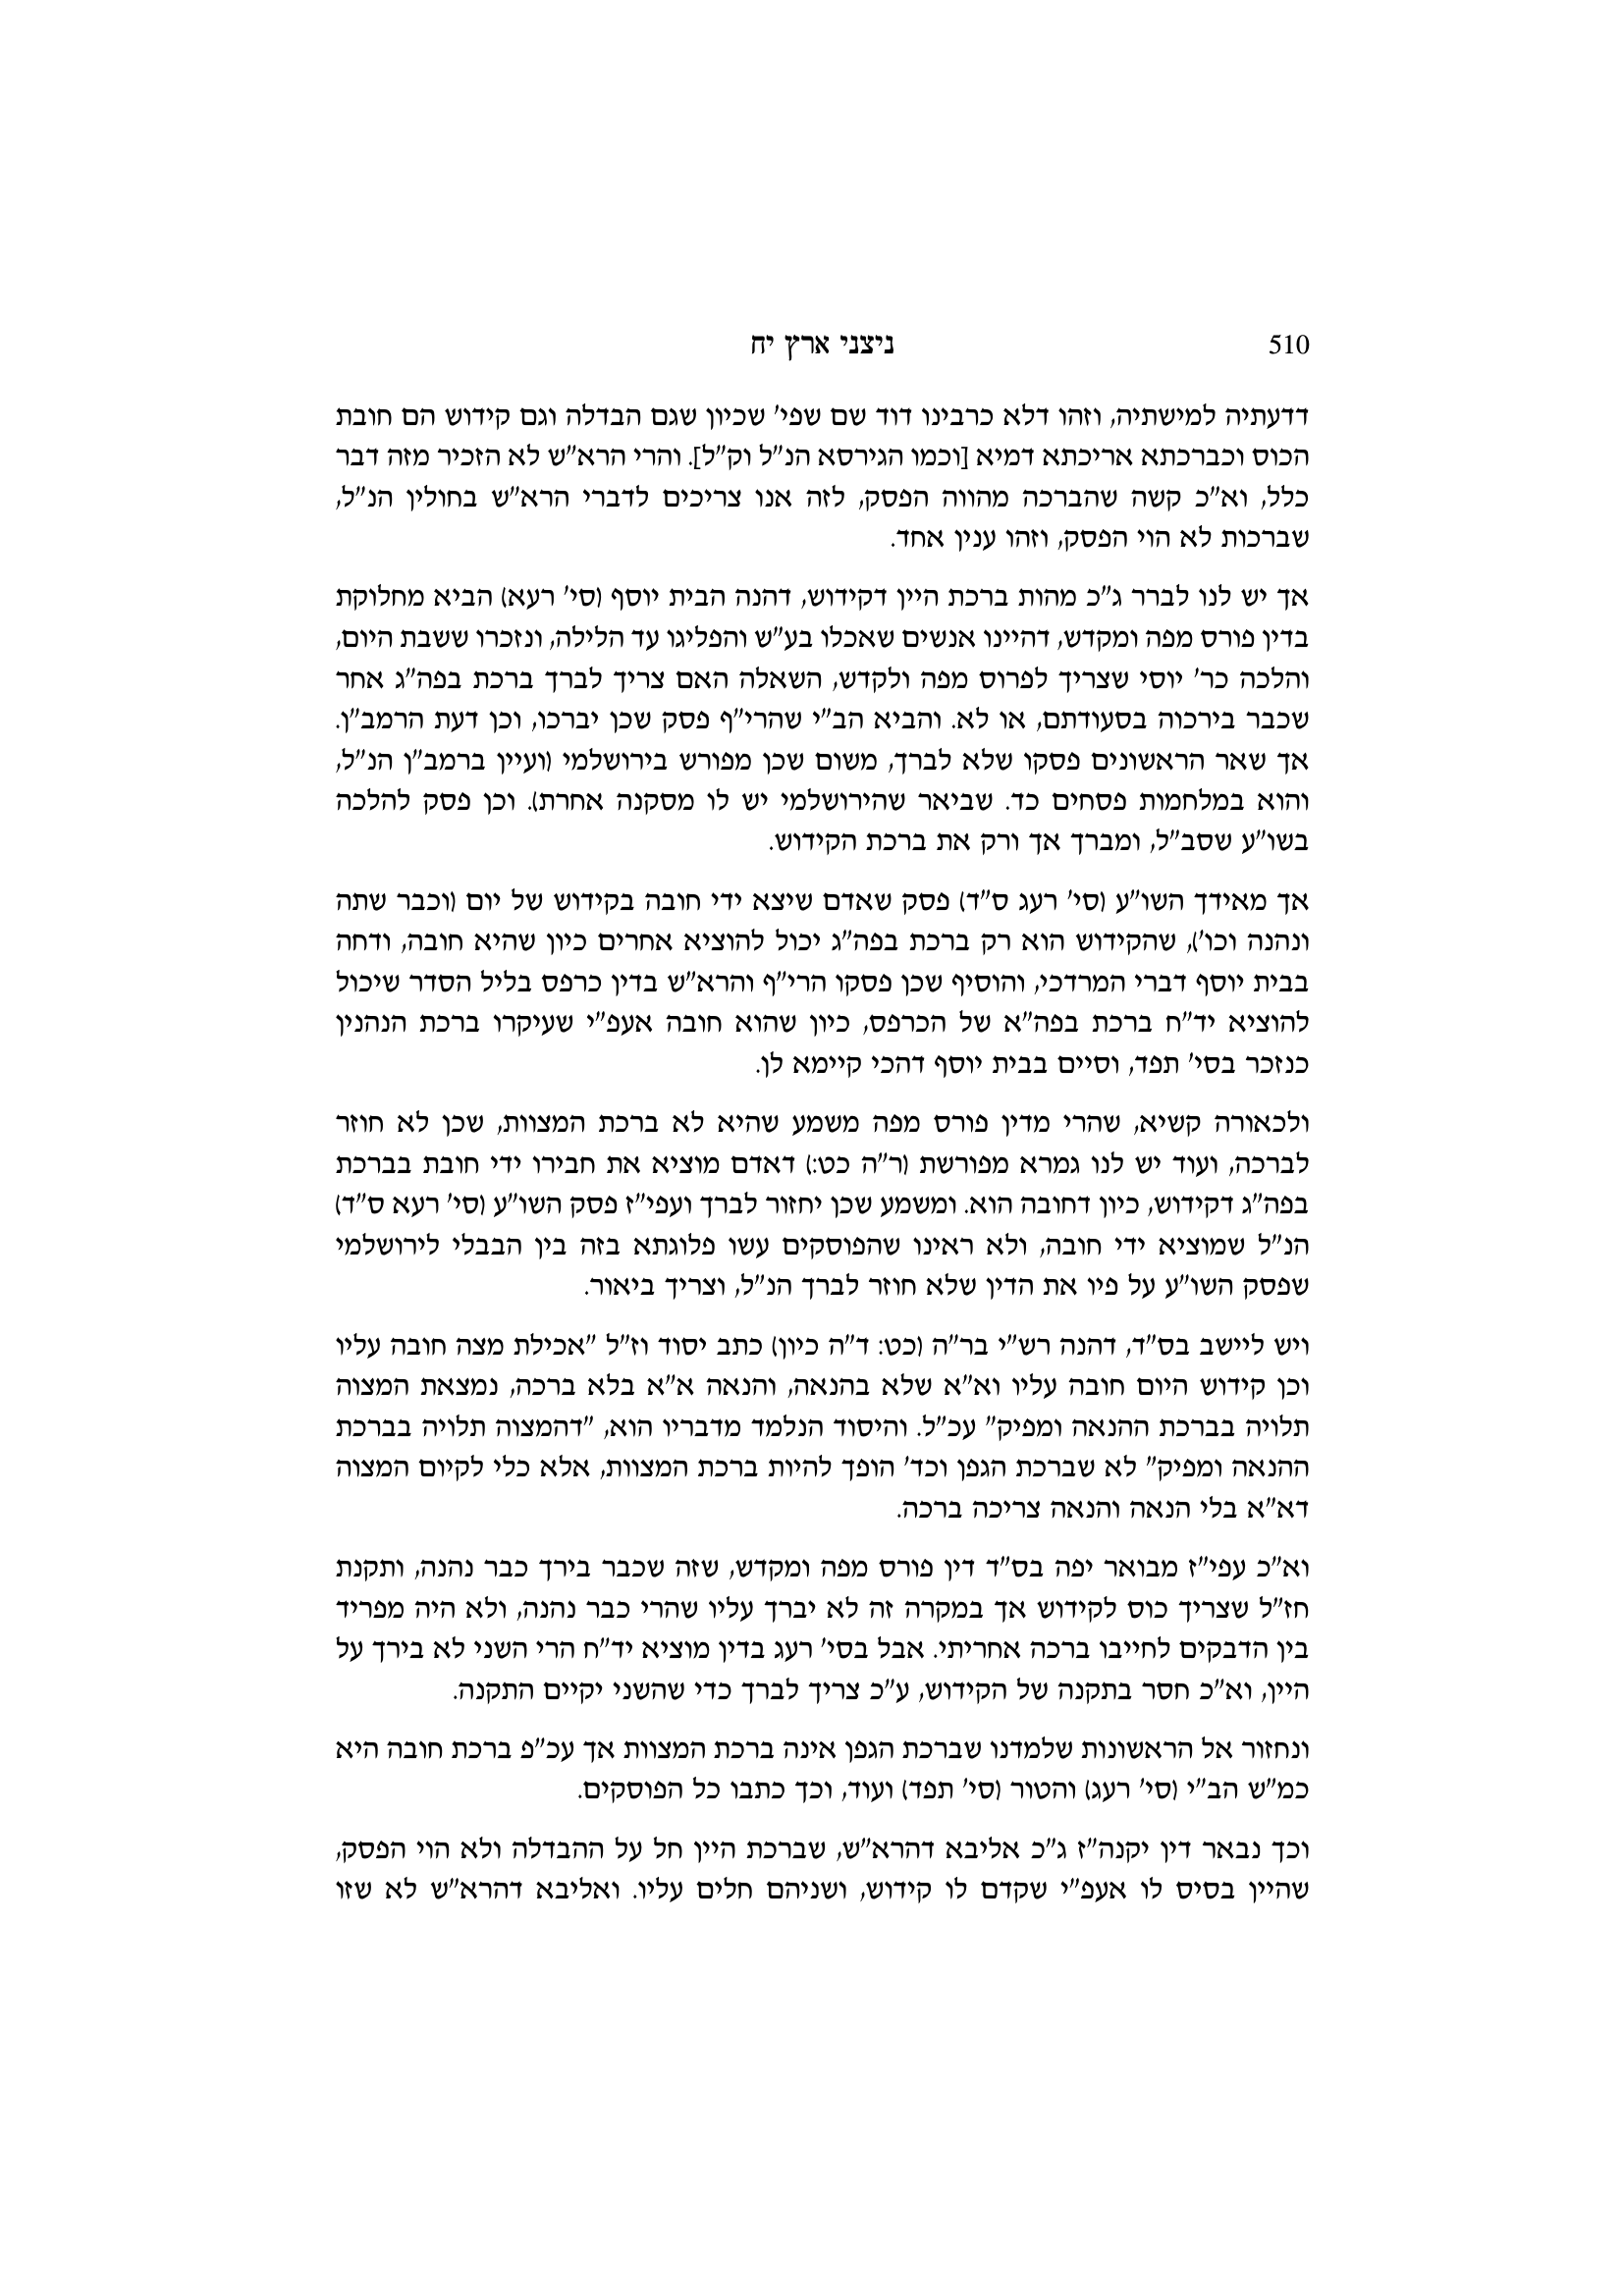 510 ניצני ארץ יח
דדעתיה למישתיה, וזהו דלא כרבינו דוד שם שפי' שכיון שגם הבדלה וגם קידוש הם חובת
הכוס וכברכתא אריכתא דמיא [וכמו הגירסא הנ"ל וק"ל]. והרי הרא"ש לא הזכיר מזה דבר
כלל, וא"כ קשה שהברכה מהווה הפסק, לזה אנו צריכים לדברי הרא"ש בחולין הנ"ל,
שברכות לא הוי הפסק, וזהו ענין אחד.
אך יש לנו לברר ג"כ מהות ברכת היין דקידוש, דהנה הבית יוסף (סי' רעא) הביא מחלוקת
בדין פורס מפה ומקדש, דהיינו אנשים שאכלו בע"ש והפליגו עד הלילה, ונזכרו ששבת היום,
והלכה כר' יוסי שצריך לפרוס מפה ולקדש, השאלה האם צריך לברך ברכת בפה"ג אחר
שכבר בירכוה בסעודתם, או לא. והביא הב"י שהרי"ף פסק שכן יברכו, וכן דעת הרמב"ן.
אך שאר הראשונים פסקו שלא לברך, משום שכן מפורש בירושלמי (ועיין ברמב"ן הנ"ל,
והוא במלחמות פסחים כד. שביאר שהירושלמי יש לו מסקנה אחרת). וכן פסק להלכה
בשו"ע שסב"ל, ומברך אך ורק את ברכת הקידוש.
אך מאידך השו"ע (סי' רעג ס"ד) פסק שאדם שיצא ידי חובה בקידוש של יום (וכבר שתה
ונהנה וכו'), שהקידוש הוא רק ברכת בפה"ג יכול להוציא אחרים כיון שהיא חובה, ודחה
בבית יוסף דברי המרדכי, והוסיף שכן פסקו הרי"ף והרא"ש בדין כרפס בליל הסדר שיכול
להוציא יד"ח ברכת בפה"א של הכרפס, כיון שהוא חובה אעפ"י שעיקרו ברכת הנהנין
כנזכר בסי' תפד, וסיים בבית יוסף דהכי קיימא לן.
ולכאורה קשיא, שהרי מדין פורס מפה משמע שהיא לא ברכת המצוות, שכן לא חוזר
לברכה, ועוד יש לנו גמרא מפורשת (ר"ה כט:) דאדם מוציא את חבירו ידי חובת בברכת
בפה"ג דקידוש, כיון דחובה הוא. ומשמע שכן יחזור לברך ועפי"ז פסק השו"ע (סי' רעא ס"ד)
הנ"ל שמוציא ידי חובה, ולא ראינו שהפוסקים עשו פלוגתא בזה בין הבבלי לירושלמי
שפסק השו"ע על פיו את הדין שלא חוזר לברך הנ"ל, וצריך ביאור.
ויש ליישב בס"ד, דהנה רש"י בר"ה (כט: ד"ה כיון) כתב יסוד וז"ל "אכילת מצה חובה עליו
וכן קידוש היום חובה עליו וא"א שלא בהנאה, והנאה א"א בלא ברכה, נמצאת המצוה
תלויה בברכת ההנאה ומפיק" עכ"ל. והיסוד הנלמד מדבריו הוא, "דהמצוה תלויה בברכת
ההנאה ומפיק" לא שברכת הגפן וכד' הופך להיות ברכת המצוות, אלא כלי לקיום המצוה
דא"א בלי הנאה והנאה צריכה ברכה.
וא"כ עפי"ז מבואר יפה בס"ד דין פורס מפה ומקדש, שזה שכבר בירך כבר נהנה, ותקנת
חז"ל שצריך כוס לקידוש אך במקרה זה לא יברך עליו שהרי כבר נהנה, ולא היה מפריד
בין הדבקים לחייבו ברכה אחריתי. אבל בסי' רעג בדין מוציא יד"ח הרי השני לא בירך על
היין, וא"כ חסר בתקנה של הקידוש, ע"כ צריך לברך כדי שהשני יקיים התקנה.
ונחזור אל הראשונות שלמדנו שברכת הגפן אינה ברכת המצוות אך עכ"פ ברכת חובה היא
כמ"ש הב"י (סי' רעג) והטור (סי' תפד) ועוד, וכך כתבו כל הפוסקים.
וכך נבאר דין יקנה"ז ג"כ אליבא דהרא"ש, שברכת היין חל על ההבדלה ולא הוי הפסק,
שהיין בסיס לו אעפ"י שקדם לו קידוש, ושניהם חלים עליו. ואליבא דהרא"ש לא שזו